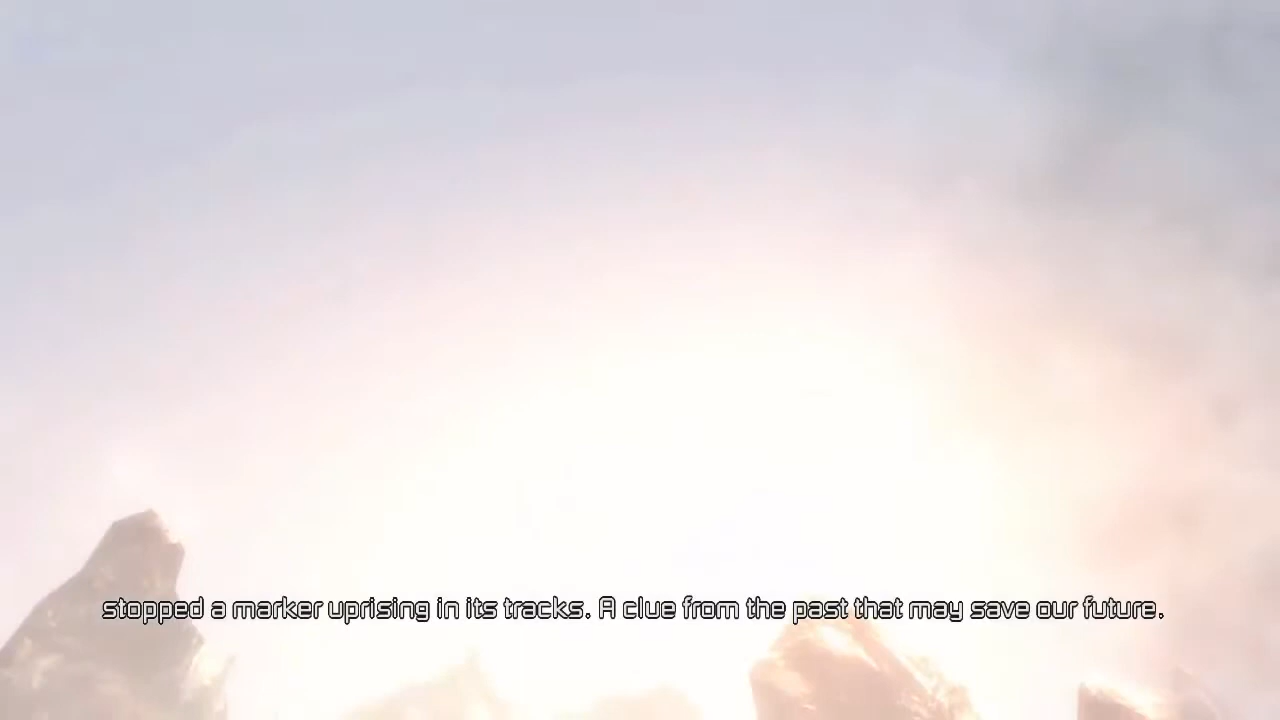 stopped a marker uprising in its tracks. A clue from the past that may save our future.